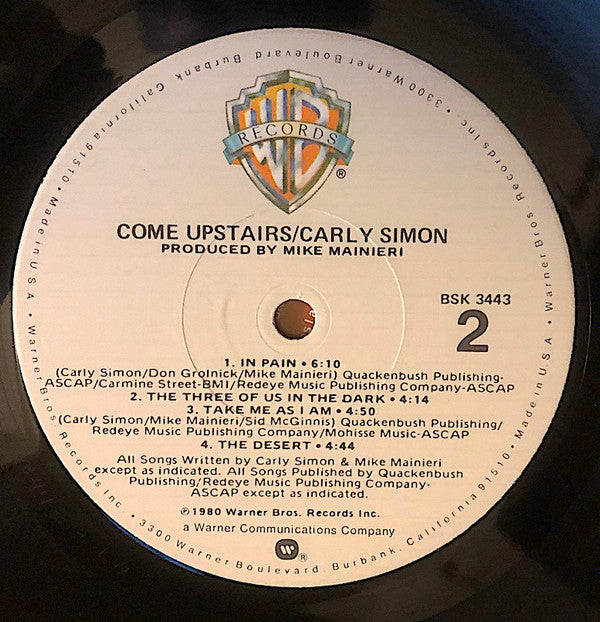 WB
RECORDS
®
COME UPSTAIRS/CARLY SIMON
PRODUCED BY MIKE MAINIERI
BSK 3443
2
1. IN PAIN • 6:10
(Carly Simon/Don Grolnick/Mike Mainieri) Quackenbush Publishing-
ASCAP/Carmine Street-BMI/Redeye Music Publishing Company-ASCAP
2. THE THREE OF US IN THE DARK • 4:14
3. TAKE ME AS I AM • 4:50
(Carly Simon/Mike Mainieri/Sid McGinnis) Quackenbush Publishing/
Redeye Music Publishing Company/Mohisse Music-ASCAP
4. THE DESERT • 4:44
All Songs Written by Carly Simon & Mike Mainieri
except as indicated. All Songs Published by Quackenbush
Publishing/Redeye Music Publishing Company-
ASCAP except as indicated.
℗1980 Warner Bros. Records Inc.
a Warner Communications Company
Warner Bros Records Inc. • 3300 Warner Boulevard, Burbank, California 91510 • Made in U.S.A. •
Warner Bros Records Inc. • 3300 Warner Boulevard Burbank, California 91510 • Made in U.S.A. •